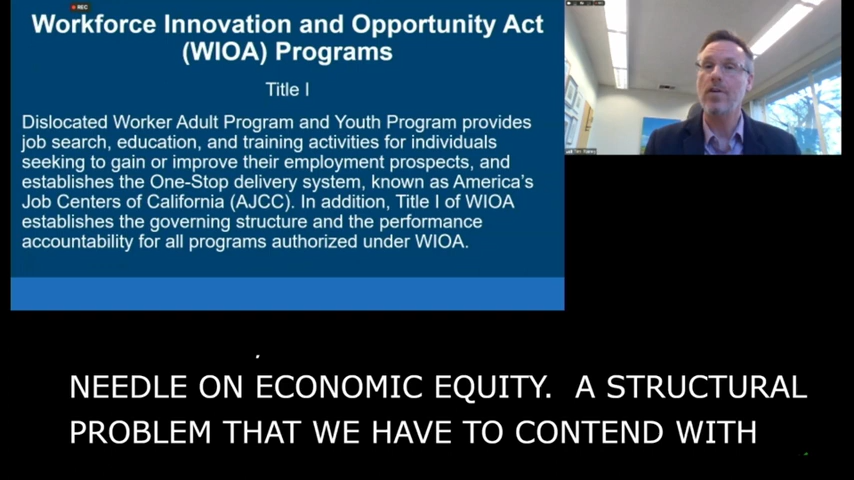 REC
Workforce Innovation and Opportunity Act
(WIOA) Programs
Title I
Dislocated Worker Adult Program and Youth Program provides
job search, education, and training activities for individuals
seeking to gain or improve their employment prospects, and
establishes the One-Stop delivery system, known as America's
Job Centers of California (AJCC). In addition, Title I of WIOA
establishes the governing structure and the performance
accountability for all programs authorized under WIOA.
NEEDLE ON ECONOMIC EQUITY.  A STRUCTURAL
PROBLEM THAT WE HAVE TO CONTEND WITH